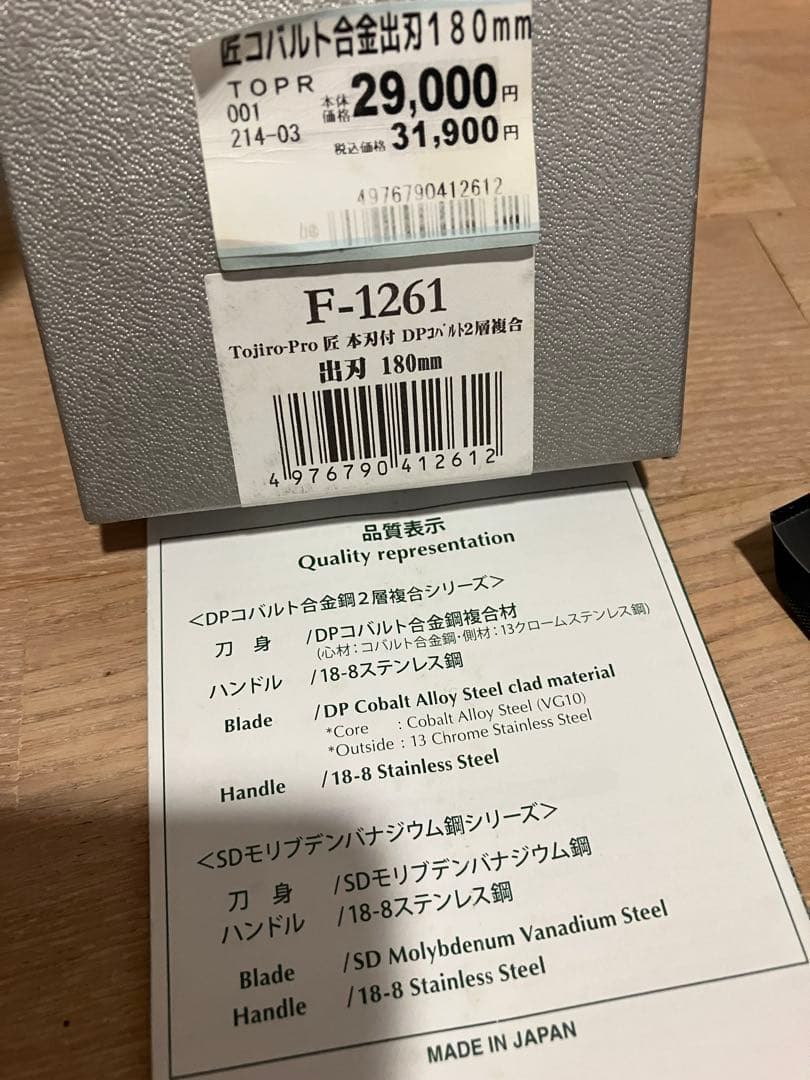 匠コバルト合金出刃180mm
TOPR
001
214-03
本体価格 29,000円
税込価格 31,900円
4976790412612
F-1261
Tojiro-Pro 匠 本刃付 DPｺﾊﾞﾙﾄ2層複合
出刃 180mm
4 976790 412612
品質表示
Quality representation
＜DPコバルト合金鋼２層複合シリーズ＞
刀 身 /DPコバルト合金鋼複合材
(心材：コバルト合金鋼・側材：13クロームステンレス鋼)
ハンドル /18-8ステンレス鋼
Blade /DP Cobalt Alloy Steel clad material
*Core : Cobalt Alloy Steel (VG10)
*Outside : 13 Chrome Stainless Steel
Handle /18-8 Stainless Steel
＜SDモリブデンバナジウム鋼シリーズ＞
刀 身 /SDモリブデンバナジウム鋼
ハンドル /18-8ステンレス鋼
Blade /SD Molybdenum Vanadium Steel
Handle /18-8 Stainless Steel
MADE IN JAPAN